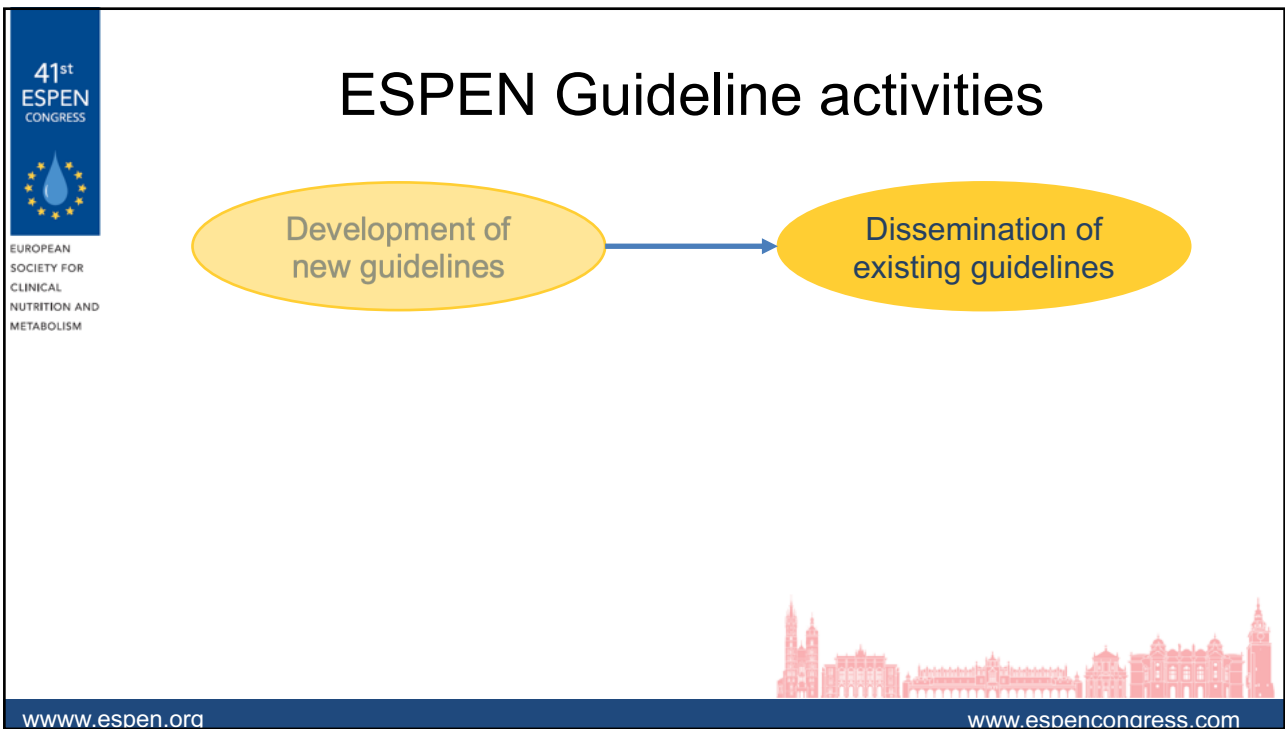 41st
ESPEN
CONGRESS
EUROPEAN
SOCIETY FOR
CLINICAL
NUTRITION AND
METABOLISM
ESPEN Guideline activities
Development of
new guidelines
Dissemination of
existing guidelines
wwww.espen.org
www.espencongress.com